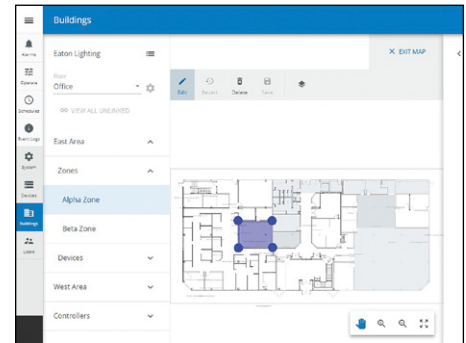 Buildings
Alarms
Operate
Schedules
Event Logs
System
Devices
Buildings
Users
Eaton Lighting
Floor
Office
VIEW ALL UNLINKED
East Area
Zones
Alpha Zone
Beta Zone
Devices
West Area
Controllers
EXIT MAP
Edit
Revert
Delete
Save